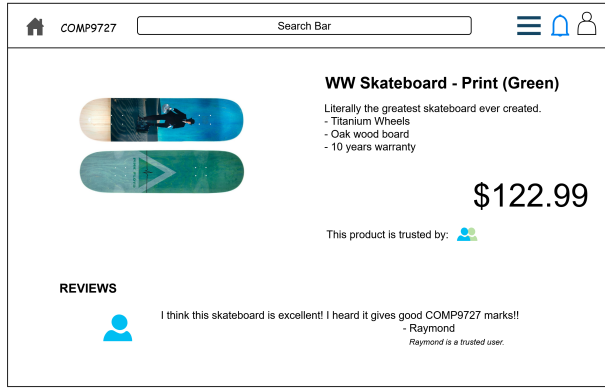 COMP9727
Search Bar
WW Skateboard - Print (Green)
Literally the greatest skateboard ever created.
- Titanium Wheels
- Oak wood board
- 10 years warranty
$122.99
This product is trusted by:
REVIEWS
I think this skateboard is excellent! I heard it gives good COMP9727 marks!!
- Raymond
Raymond is a trusted user.